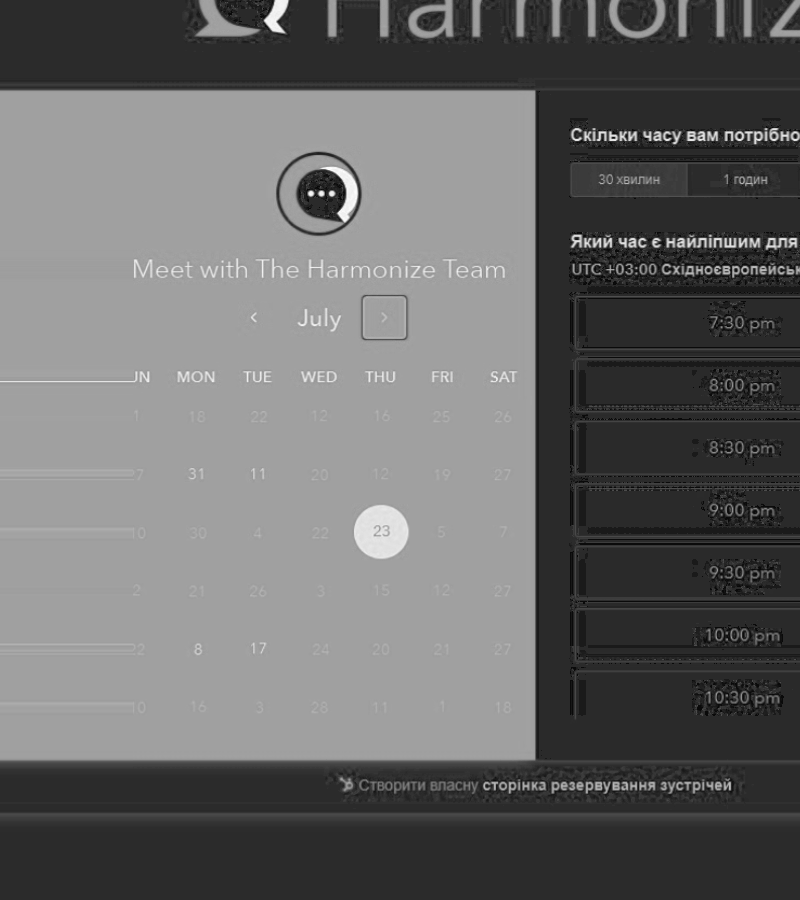 Harmoniz
Meet with The Harmonize Team
July
UN MON TUE WED THU FRI SAT
1 18 22 12 16 25 26
7 31 11 20 12 19 27
10 30 4 22 23 5 7
2 21 26 3 15 12 27
22 8 17 24 20 21 27
10 16 3 28 11 1 18
Скільки часу вам потрібно
30 хвилин 1 годин
Який час є найліпшим для
UTC +03:00 Східноєвропейськ
7:30 pm
8:00 pm
8:30 pm
9:00 pm
9:30 pm
10:00 pm
10:30 pm
Створити власну сторінка резервування зустрічей